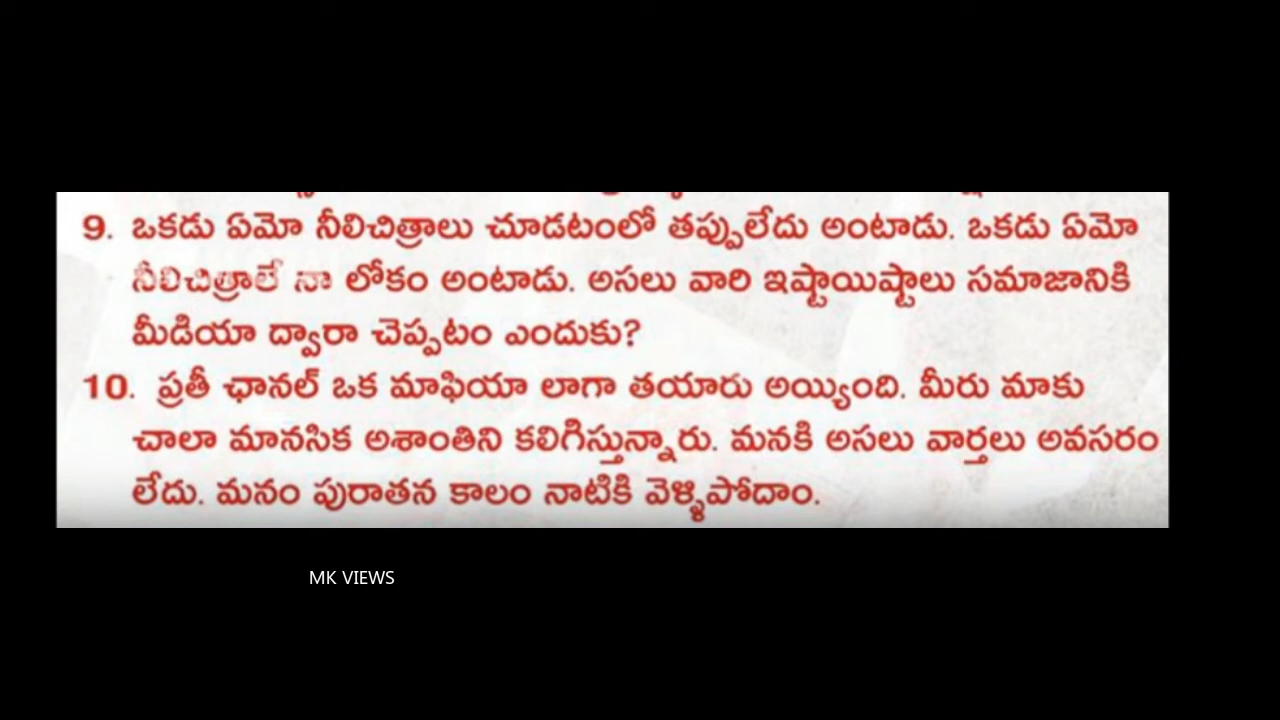 9. ఒకడు ఏమో నీలిచిత్రాలు చూడటంలో తప్పులేదు అంటాడు. ఒకడు ఏమో
నీలిచిత్రాలే నా లోకం అంటాడు. అసలు వారి ఇష్టాయిష్టాలు సమాజానికి
మీడియా ద్వారా చెప్పటం ఎందుకు?
10. ప్రతీ ఛానల్ ఒక మాఫియా లాగా తయారు అయ్యింది. మీరు మాకు
చాలా మానసిక అశాంతిని కలిగిస్తున్నారు. మనకి అసలు వార్తలు అవసరం
లేదు. మనం పురాతన కాలం నాటికి వెళ్ళిపోదాం.
MK VIEWS